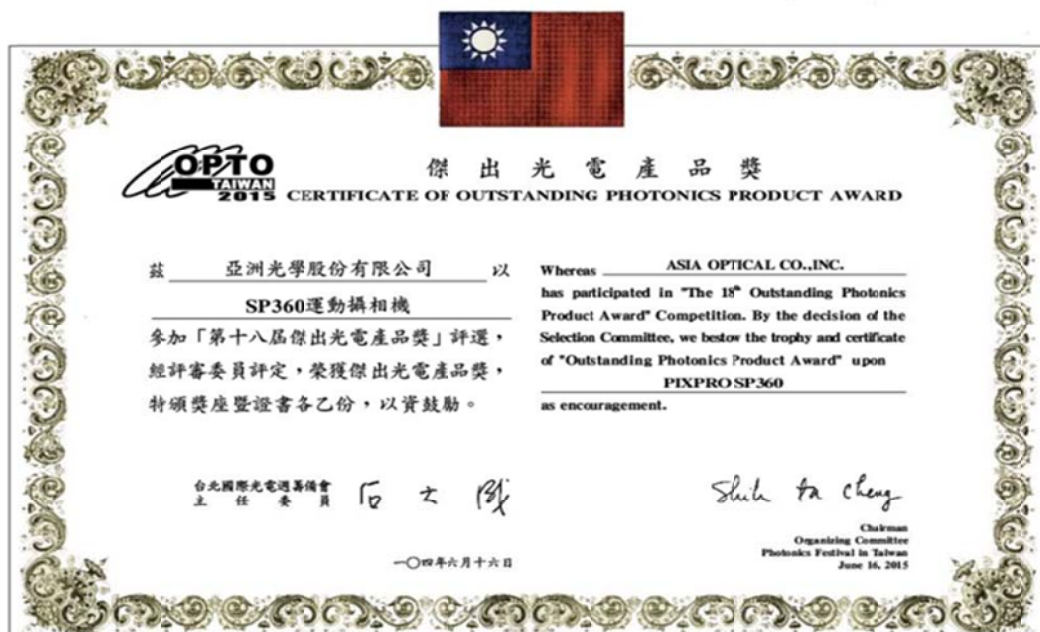 OPTO
TAIWAN
2015
傑出光電產品獎
CERTIFICATE OF OUTSTANDING PHOTONICS PRODUCT AWARD
茲 亞洲光學股份有限公司 以
SP360運動攝相機
參加「第十八屆傑出光電產品獎」評選，
經評審委員評定，榮獲傑出光電產品獎，
特頒獎座暨證書各乙份，以資鼓勵。
台北國際光電週籌備會
主任委員
一〇四年六月十六日
Whereas ASIA OPTICAL CO.,INC.
has participated in "The 18th Outstanding Photonics
Product Award" Competition. By the decision of the
Selection Committee, we bestow the trophy and certificate
of "Outstanding Photonics Product Award" upon
PIXPRO SP360
as encouragement.
Shih ta Cheng
Chairman
Organizing Committee
Photonics Festival in Taiwan
June 16, 2015